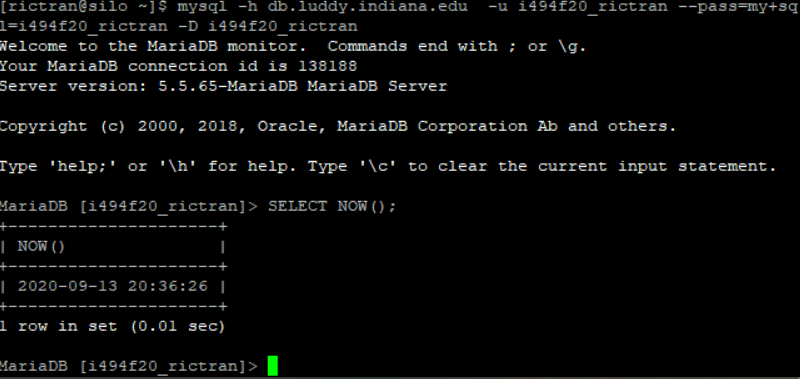 [rictran@silo ~]$ mysql -h db.luddy.indiana.edu  -u i494f20_rictran --pass=my+sq
l=i494f20_rictran -D i494f20_rictran
Welcome to the MariaDB monitor.  Commands end with ; or \g.
Your MariaDB connection id is 138188
Server version: 5.5.65-MariaDB MariaDB Server

Copyright (c) 2000, 2018, Oracle, MariaDB Corporation Ab and others.

Type 'help;' or '\h' for help. Type '\c' to clear the current input statement.

MariaDB [i494f20_rictran]> SELECT NOW();
+---------------------+
| NOW()               |
+---------------------+
| 2020-09-13 20:36:26 |
+---------------------+
1 row in set (0.01 sec)

MariaDB [i494f20_rictran]>